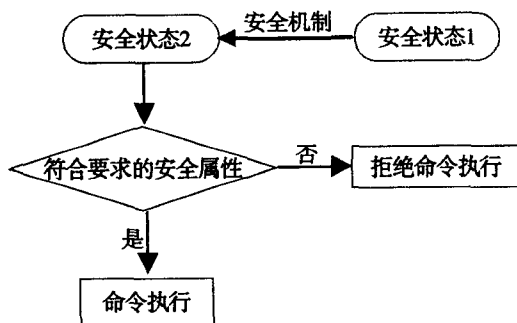 安全状态2
安全机制
安全状态1
符合要求的安全属性
否
拒绝命令执行
是
命令执行